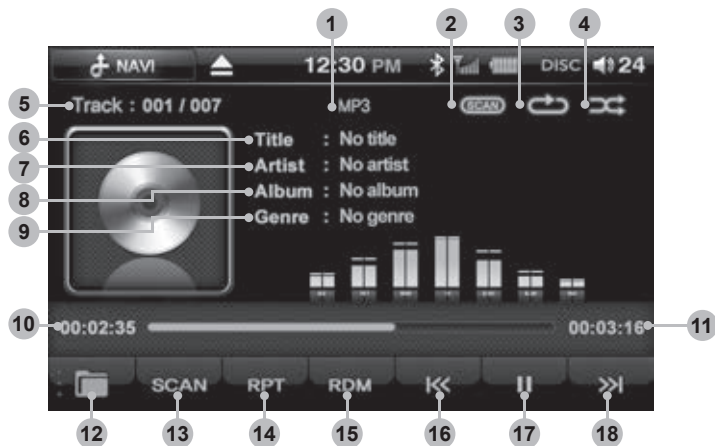 1 2 3 4
NAVI 12:30 PM DISC 24
5 Track : 001 / 007 MP3 SCAN
6 Title : No title
7 Artist : No artist
8 Album : No album
9 Genre : No genre
10 00:02:35 00:03:16 11
SCAN RPT RDM
12 13 14 15 16 17 18